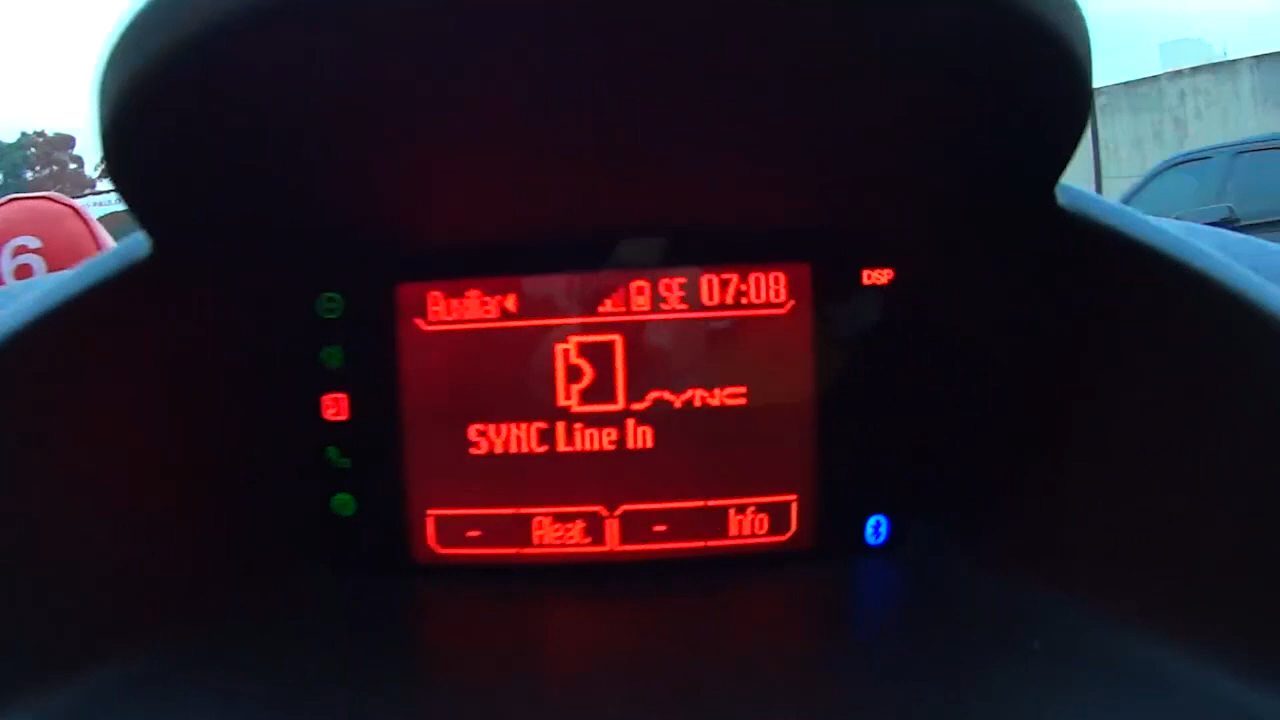 6
DSP
Auxiliar SE 07:08
SYNC
SYNC Line In
- Aleat. - Info